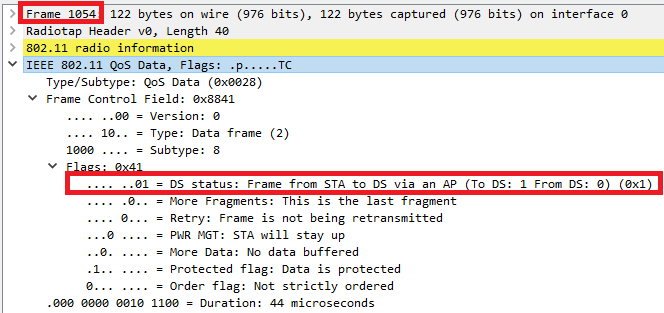 Frame 1054: 122 bytes on wire (976 bits), 122 bytes captured (976 bits) on interface 0
Radiotap Header v0, Length 40
802.11 radio information
IEEE 802.11 QoS Data, Flags: .p.....TC
Type/Subtype: QoS Data (0x0028)
Frame Control Field: 0x8841
.... ..00 = Version: 0
.... 10.. = Type: Data frame (2)
1000 .... = Subtype: 8
Flags: 0x41
.... ..01 = DS status: Frame from STA to DS via an AP (To DS: 1 From DS: 0) (0x1)
.... .0.. = More Fragments: This is the last fragment
.... 0... = Retry: Frame is not being retransmitted
...0 .... = PWR MGT: STA will stay up
..0. .... = More Data: No data buffered
.1.. .... = Protected flag: Data is protected
0... .... = Order flag: Not strictly ordered
.000 0000 0010 1100 = Duration: 44 microseconds